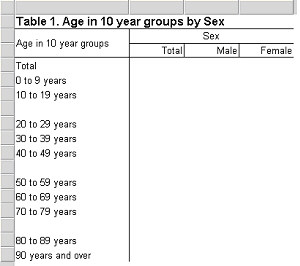 Table 1. Age in 10 year groups by Sex
Age in 10 year groups
Sex
Total Male Female
Total
0 to 9 years
10 to 19 years
20 to 29 years
30 to 39 years
40 to 49 years
50 to 59 years
60 to 69 years
70 to 79 years
80 to 89 years
90 years and over